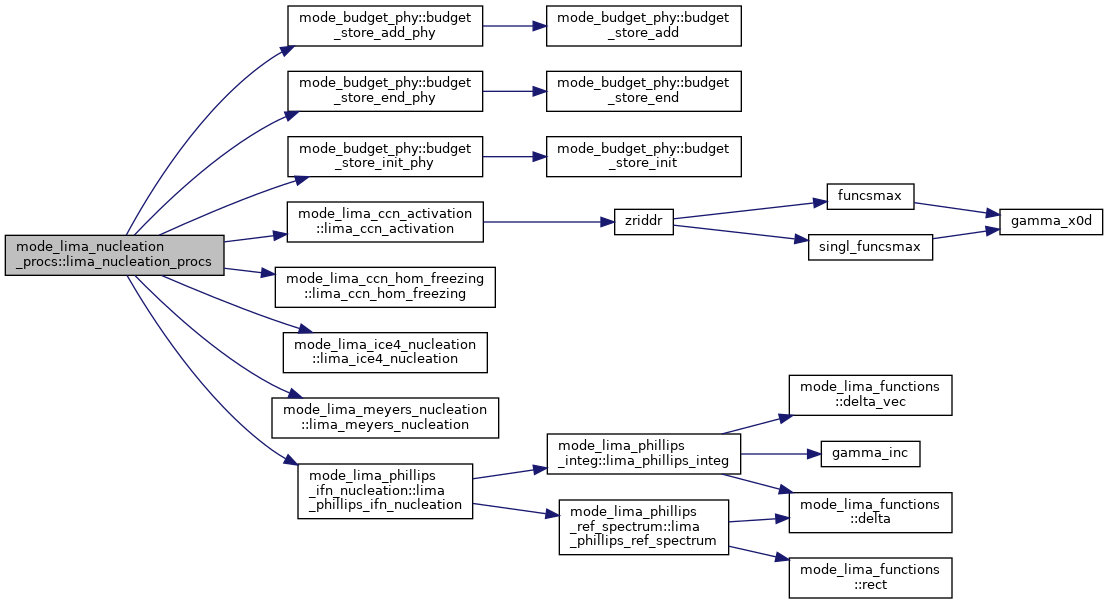 mode_lima_nucleation
_procs::lima_nucleation_procs
mode_budget_phy::budget
_store_add_phy
mode_budget_phy::budget
_store_add
mode_budget_phy::budget
_store_end_phy
mode_budget_phy::budget
_store_end
mode_budget_phy::budget
_store_init_phy
mode_budget_phy::budget
_store_init
mode_lima_ccn_activation
::lima_ccn_activation
zriddr
funcsmax
singl_funcsmax
gamma_x0d
mode_lima_ccn_hom_freezing
::lima_ccn_hom_freezing
mode_lima_ice4_nucleation
::lima_ice4_nucleation
mode_lima_meyers_nucleation
::lima_meyers_nucleation
mode_lima_phillips
_ifn_nucleation::lima
_phillips_ifn_nucleation
mode_lima_phillips
_integ::lima_phillips_integ
mode_lima_phillips
_ref_spectrum::lima
_phillips_ref_spectrum
mode_lima_functions
::delta_vec
gamma_inc
mode_lima_functions
::delta
mode_lima_functions
::rect